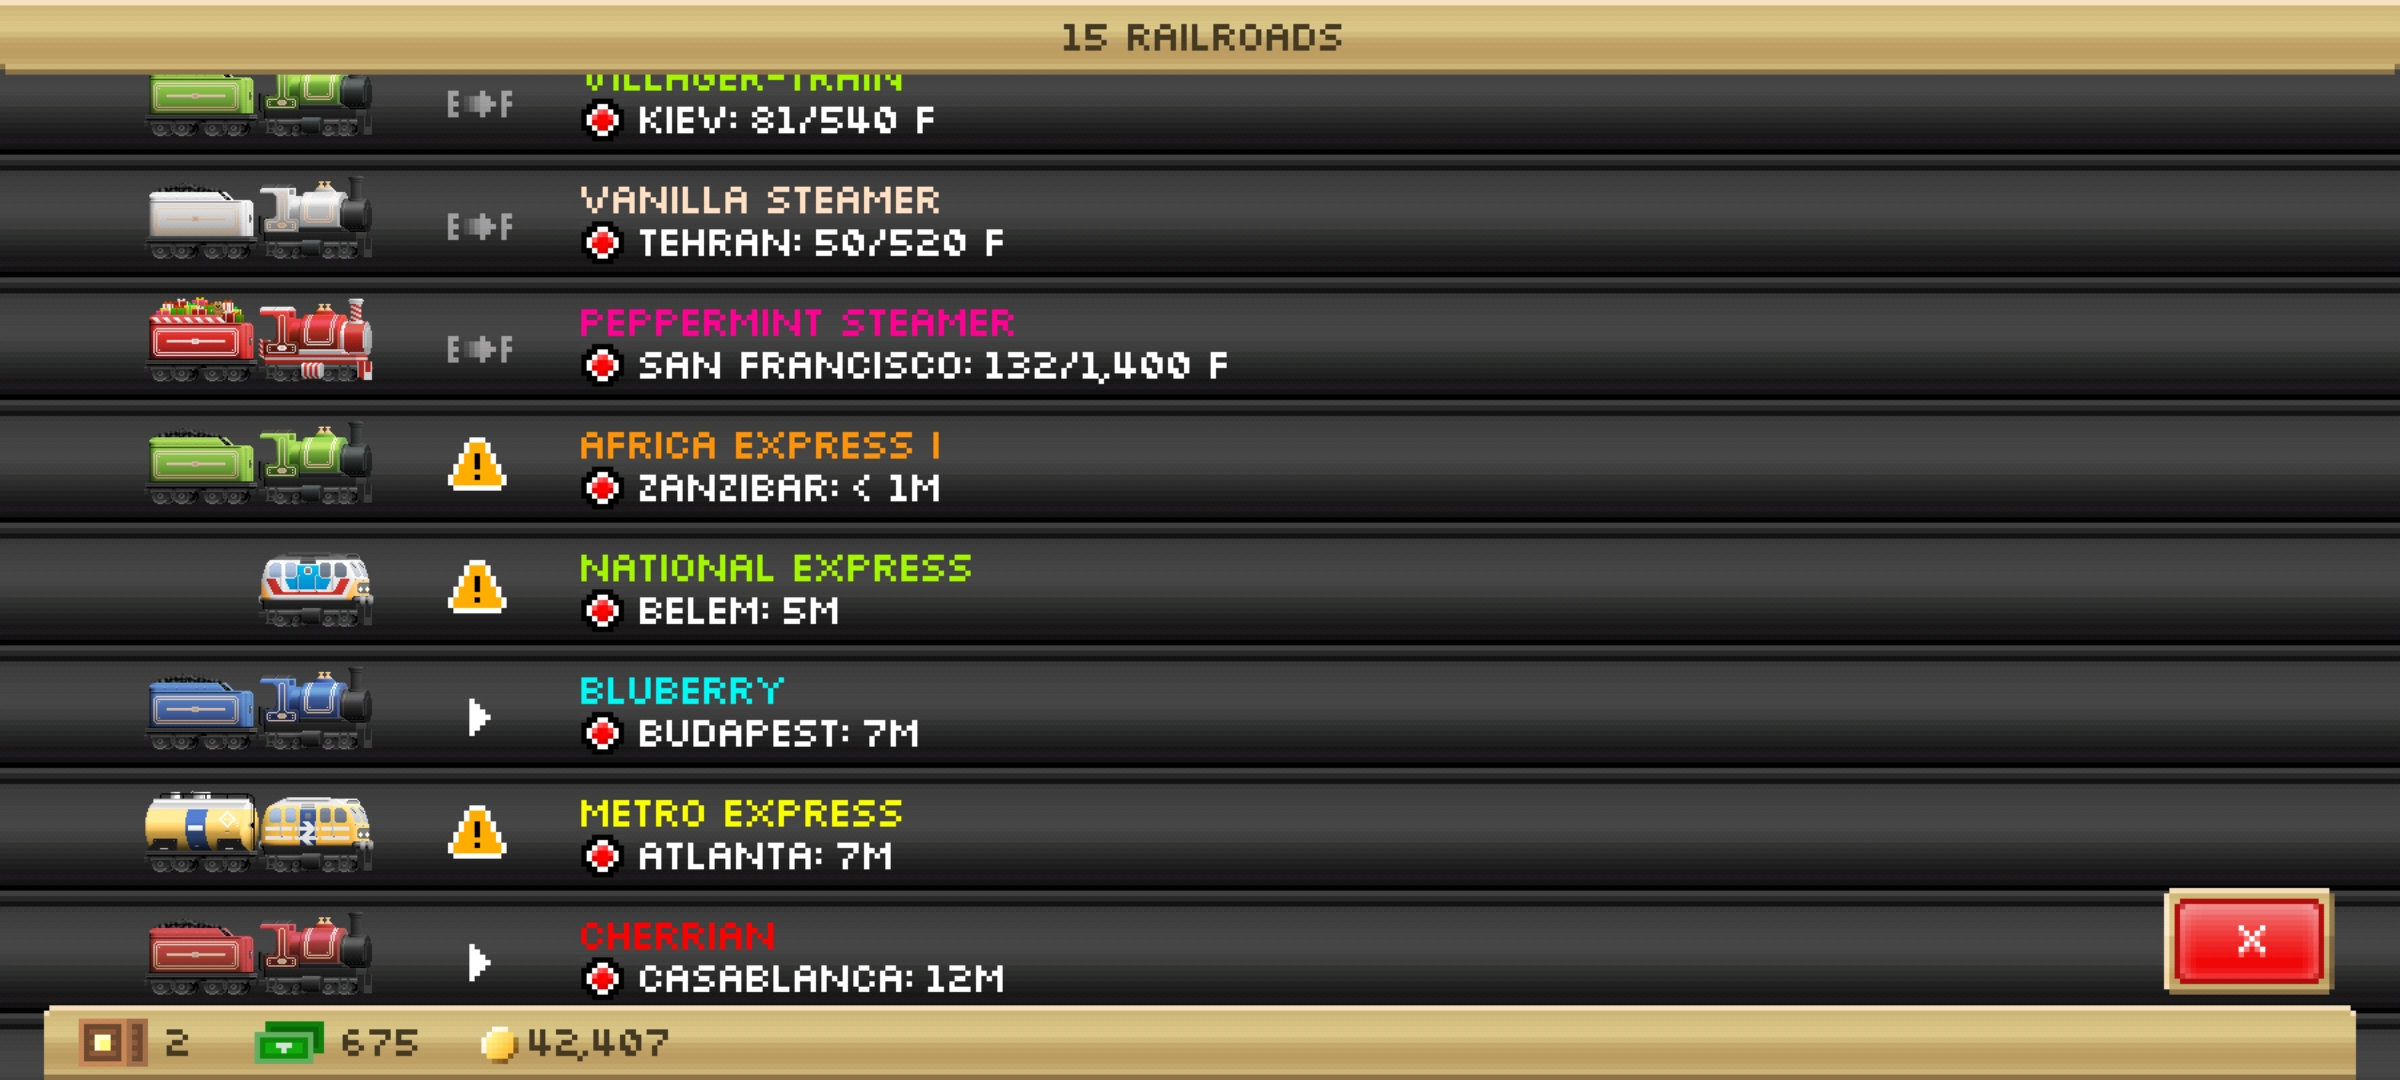 15 RAILROADS
VILLAGER-TRAIN
E F KIEV: 81/540 F
VANILLA STEAMER
E F TEHRAN: 50/520 F
PEPPERMINT STEAMER
E F SAN FRANCISCO: 132/1,400 F
AFRICA EXPRESS I
ZANZIBAR: < 1M
NATIONAL EXPRESS
BELEM: 5M
BLUBERRY
BUDAPEST: 7M
METRO EXPRESS
ATLANTA: 7M
CHERRIAN
CASABLANCA: 12M
X
2 675 42,407